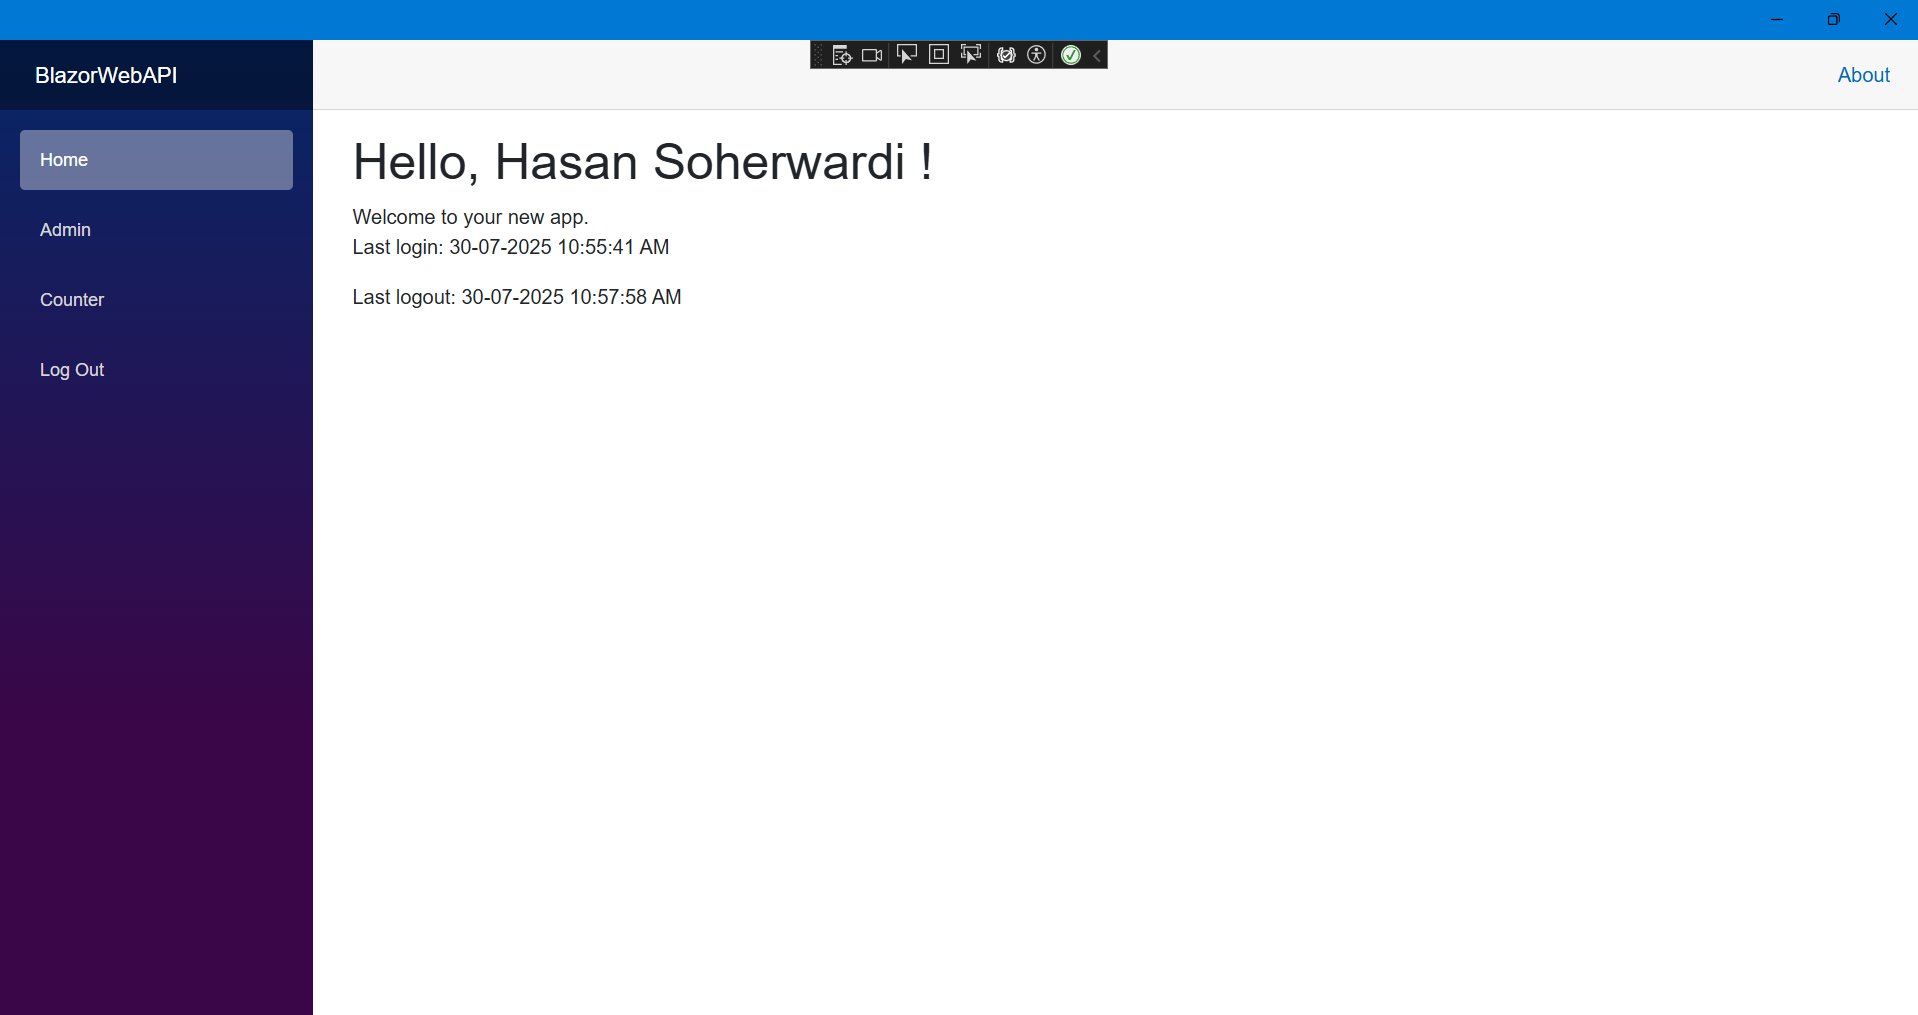 BlazorWebAPI
About
Home
Admin
Counter
Log Out
Hello, Hasan Soherwardi !
Welcome to your new app.
Last login: 30-07-2025 10:55:41 AM
Last logout: 30-07-2025 10:57:58 AM